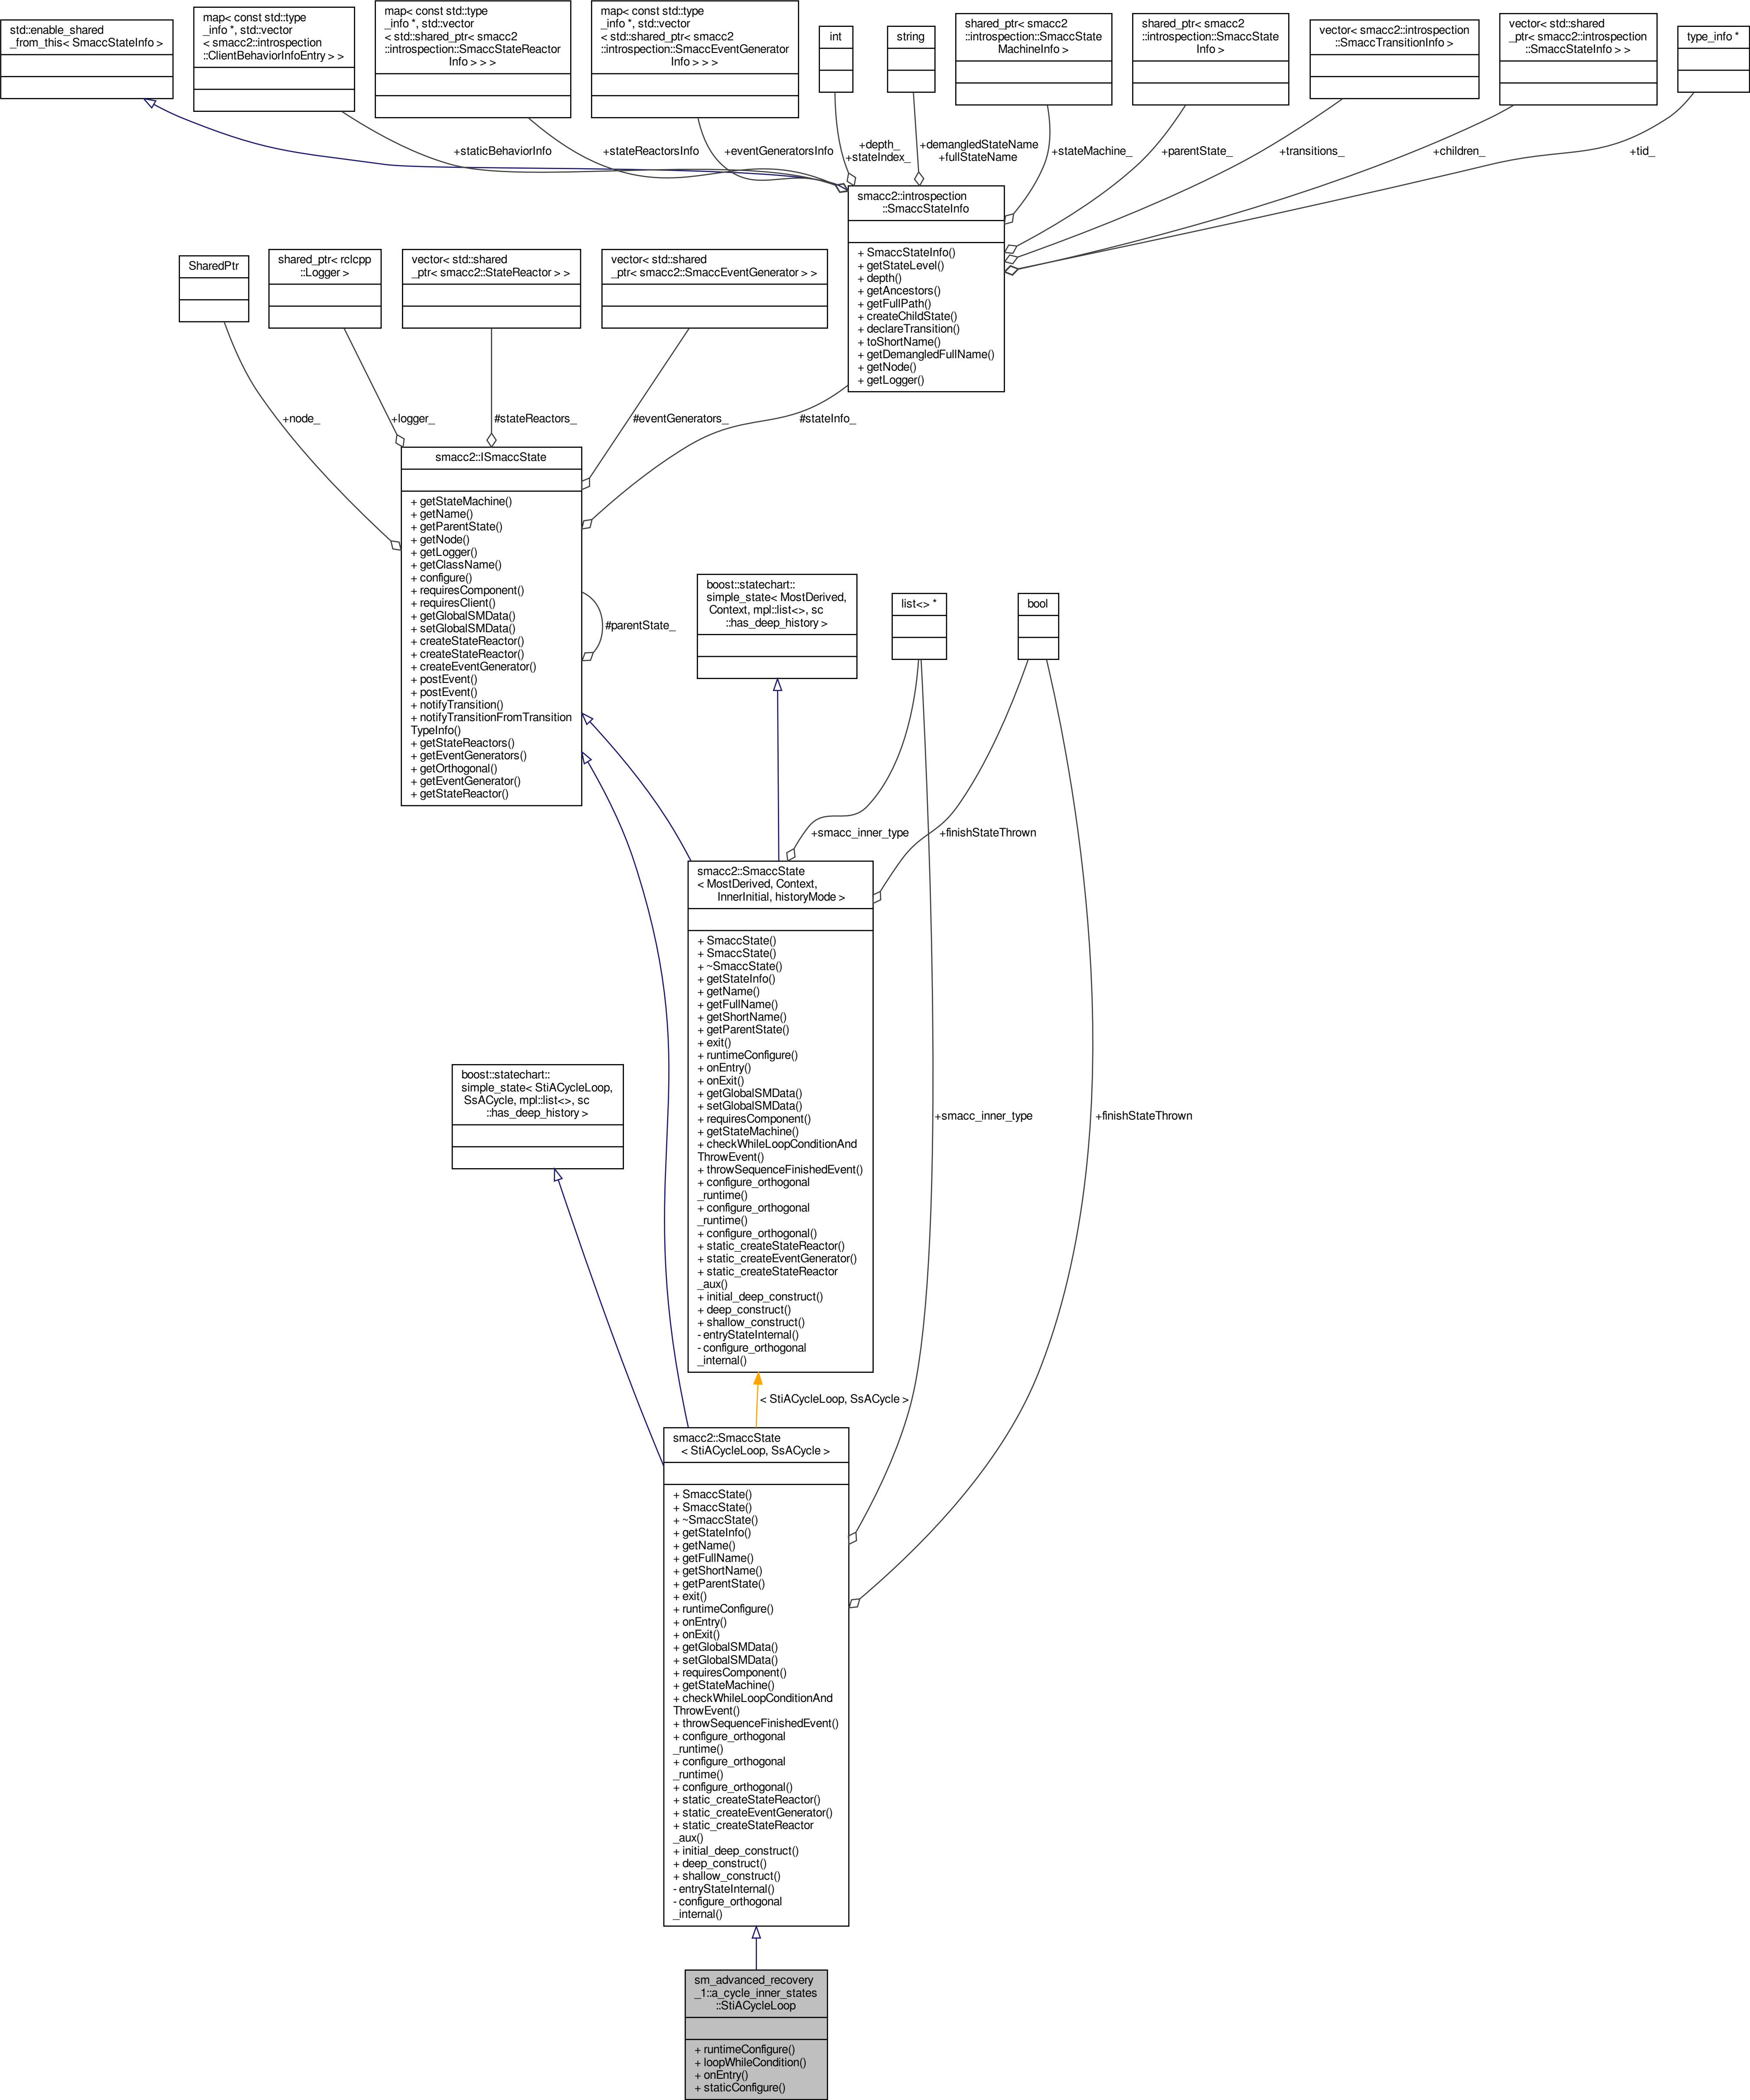 std::enable_shared
_from_this< SmaccStateInfo >
map< const std::type
_info *, std::vector
< smacc2::introspection
::ClientBehaviorInfoEntry > >
map< const std::type
_info *, std::vector
< std::shared_ptr< smacc2
::introspection::SmaccStateReactor
Info > > >
map< const std::type
_info *, std::vector
< std::shared_ptr< smacc2
::introspection::SmaccEventGenerator
Info > > >
int
string
shared_ptr< smacc2
::introspection::SmaccState
MachineInfo >
shared_ptr< smacc2
::introspection::SmaccState
Info >
vector< smacc2::introspection
::SmaccTransitionInfo >
vector< std::shared
_ptr< smacc2::introspection
::SmaccStateInfo > >
type_info *
+staticBehaviorInfo
+stateReactorsInfo
+eventGeneratorsInfo
+depth_
+stateIndex_
+demangledStateName
+fullStateName
+stateMachine_
+parentState_
+transitions_
+children_
+tid_
smacc2::introspection
::SmaccStateInfo
+ SmaccStateInfo()
+ getStateLevel()
+ depth()
+ getAncestors()
+ getFullPath()
+ createChildState()
+ declareTransition()
+ toShortName()
+ getDemangledFullName()
+ getNode()
+ getLogger()
SharedPtr
shared_ptr< rclcpp
::Logger >
vector< std::shared
_ptr< smacc2::StateReactor > >
vector< std::shared
_ptr< smacc2::SmaccEventGenerator > >
+node_
+logger_
#stateReactors_
#eventGenerators_
#stateInfo_
smacc2::ISmaccState
+ getStateMachine()
+ getName()
+ getParentState()
+ getNode()
+ getLogger()
+ getClassName()
+ configure()
+ requiresComponent()
+ requiresClient()
+ getGlobalSMData()
+ setGlobalSMData()
+ createStateReactor()
+ createStateReactor()
+ createEventGenerator()
+ postEvent()
+ postEvent()
+ notifyTransition()
+ notifyTransitionFromTransition
TypeInfo()
+ getStateReactors()
+ getEventGenerators()
+ getOrthogonal()
+ getEventGenerator()
+ getStateReactor()
#parentState_
boost::statechart::
simple_state< MostDerived,
Context, mpl::list<>, sc
::has_deep_history >
list<> *
bool
+smacc_inner_type
+finishStateThrown
smacc2::SmaccState
< MostDerived, Context,
InnerInitial, historyMode >
+ SmaccState()
+ SmaccState()
+ ~SmaccState()
+ getStateInfo()
+ getName()
+ getFullName()
+ getShortName()
+ getParentState()
+ exit()
+ runtimeConfigure()
+ onEntry()
+ onExit()
+ getGlobalSMData()
+ setGlobalSMData()
+ requiresComponent()
+ getStateMachine()
+ checkWhileLoopConditionAnd
ThrowEvent()
+ throwSequenceFinishedEvent()
+ configure_orthogonal
_runtime()
+ configure_orthogonal
_runtime()
+ configure_orthogonal()
+ static_createStateReactor()
+ static_createEventGenerator()
+ static_createStateReactor
_aux()
+ initial_deep_construct()
+ deep_construct()
+ shallow_construct()
- entryStateInternal()
- configure_orthogonal
_internal()
boost::statechart::
simple_state< StiACycleLoop,
SsACycle, mpl::list<>, sc
::has_deep_history >
+smacc_inner_type
+finishStateThrown
< StiACycleLoop, SsACycle >
smacc2::SmaccState
< StiACycleLoop, SsACycle >
+ SmaccState()
+ SmaccState()
+ ~SmaccState()
+ getStateInfo()
+ getName()
+ getFullName()
+ getShortName()
+ getParentState()
+ exit()
+ runtimeConfigure()
+ onEntry()
+ onExit()
+ getGlobalSMData()
+ setGlobalSMData()
+ requiresComponent()
+ getStateMachine()
+ checkWhileLoopConditionAnd
ThrowEvent()
+ throwSequenceFinishedEvent()
+ configure_orthogonal
_runtime()
+ configure_orthogonal
_runtime()
+ configure_orthogonal()
+ static_createStateReactor()
+ static_createEventGenerator()
+ static_createStateReactor
_aux()
+ initial_deep_construct()
+ deep_construct()
+ shallow_construct()
- entryStateInternal()
- configure_orthogonal
_internal()
sm_advanced_recovery
_1::a_cycle_inner_states
::StiACycleLoop
+ runtimeConfigure()
+ loopWhileCondition()
+ onEntry()
+ staticConfigure()